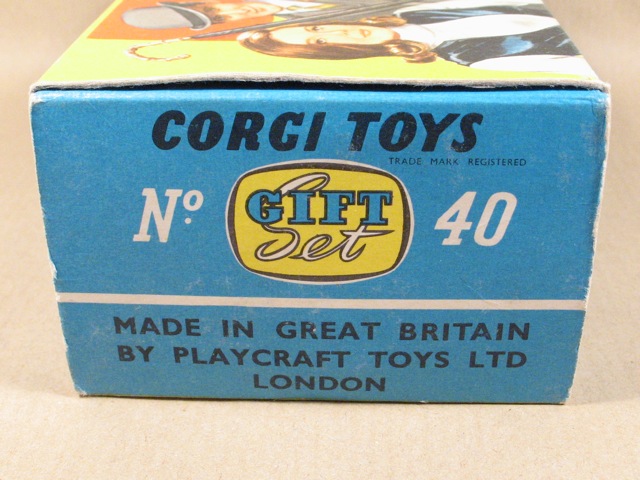 CORGI TOYS
TRADE MARK REGISTERED
Nº. GIFT Set 40
MADE IN GREAT BRITAIN
BY PLAYCRAFT TOYS LTD
LONDON